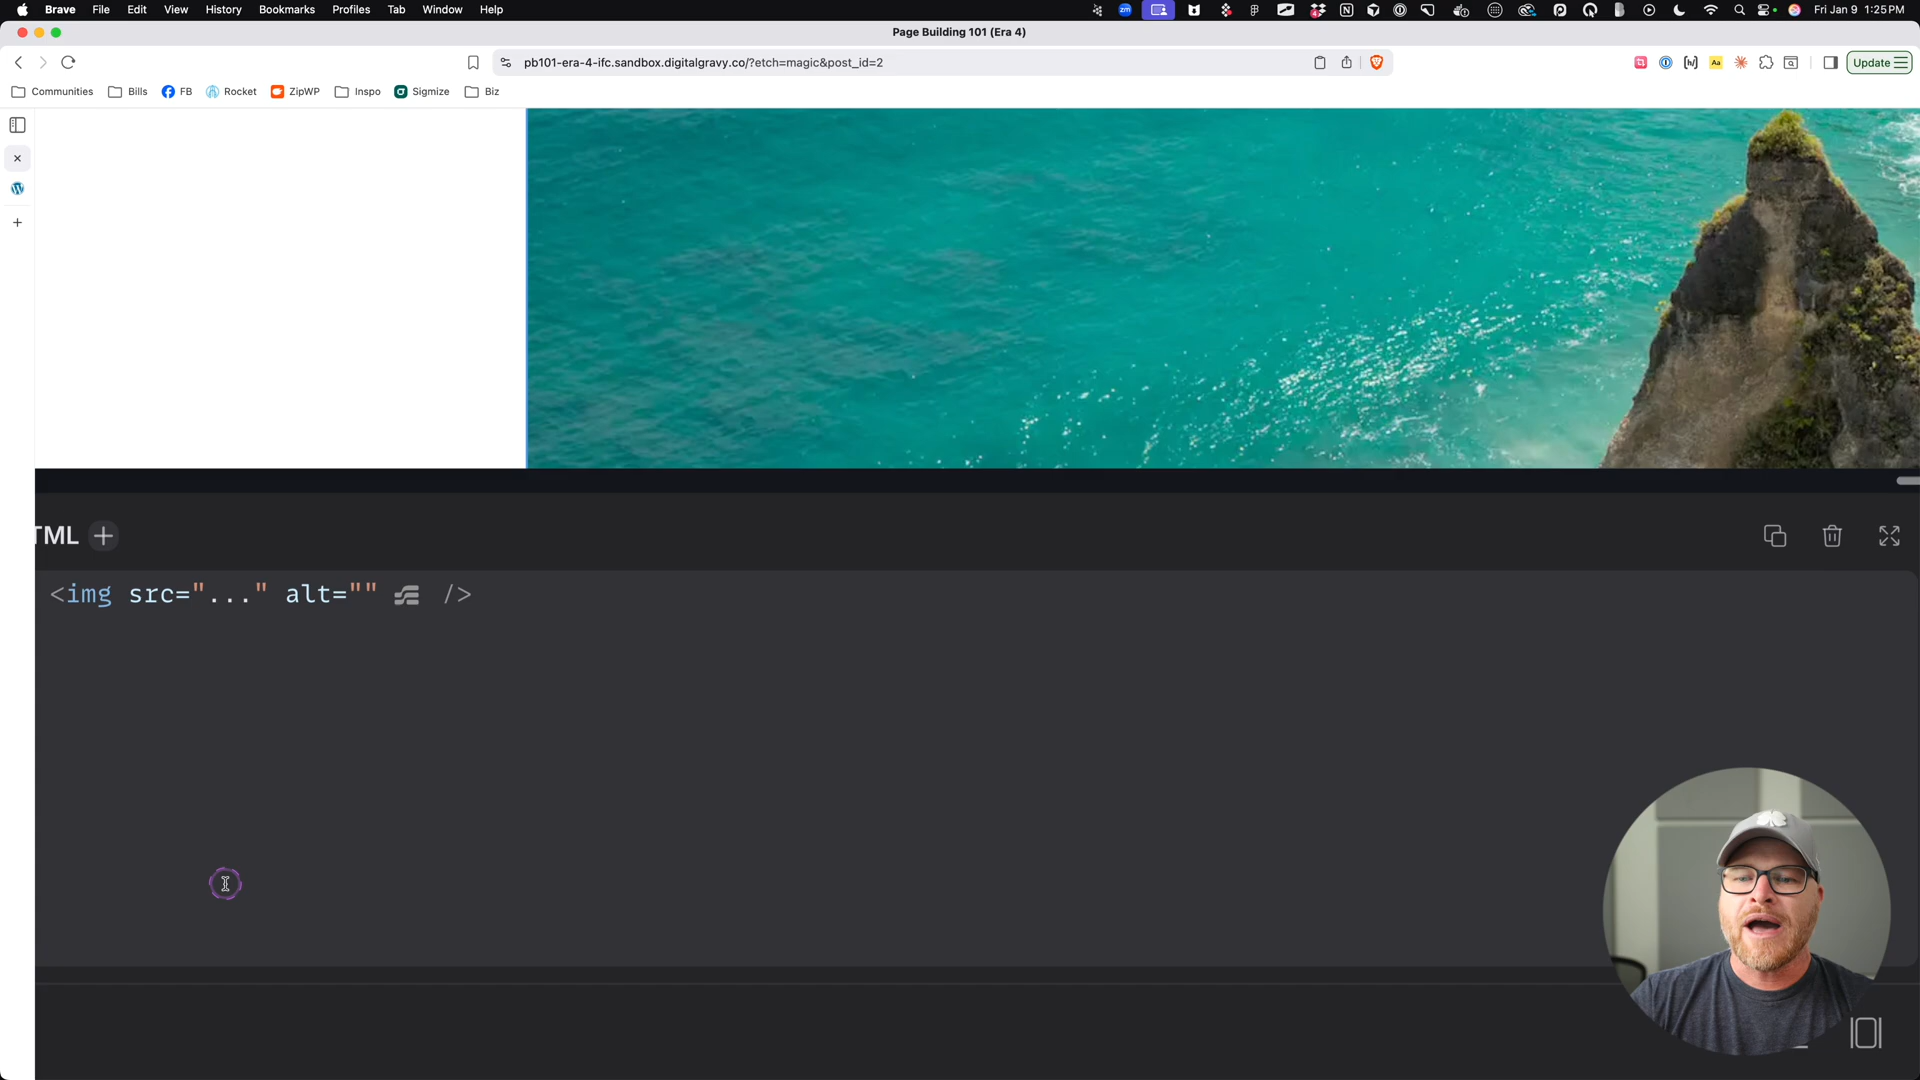 Brave File Edit View History Bookmarks Profiles Tab Window Help Fri Jan 9 1:25 PM
Page Building 101 (Era 4)
pb101-era-4-ifc.sandbox.digitalgravy.co/?etch=magic&post_id=2 Update
Communities Bills FB Rocket ZipWP Inspo Sigmize Biz
TML
<img src="..." alt="" />